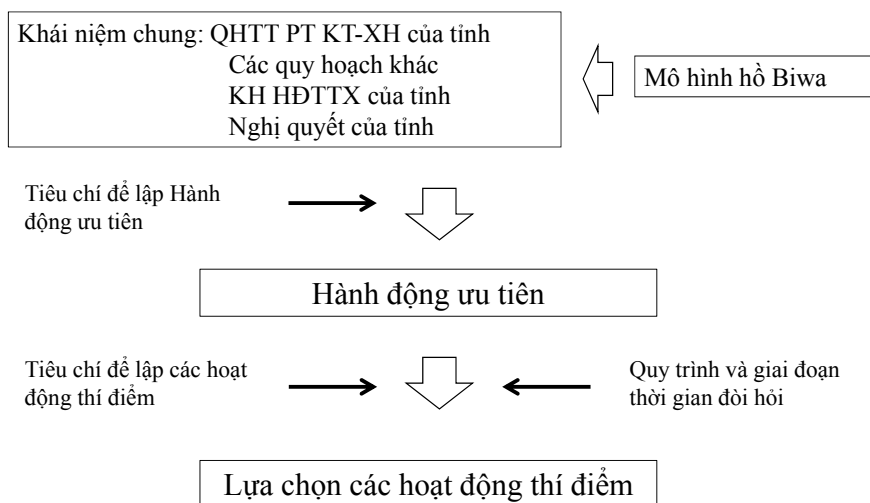 Khái niệm chung: QHTT PT KT-XH của tỉnh
Các quy hoạch khác
KH HĐTTX của tỉnh
Nghị quyết của tỉnh
Mô hình hồ Biwa
Tiêu chí để lập Hành
động ưu tiên
Hành động ưu tiên
Tiêu chí để lập các hoạt
động thí điểm
Quy trình và giai đoạn
thời gian đòi hỏi
Lựa chọn các hoạt động thí điểm